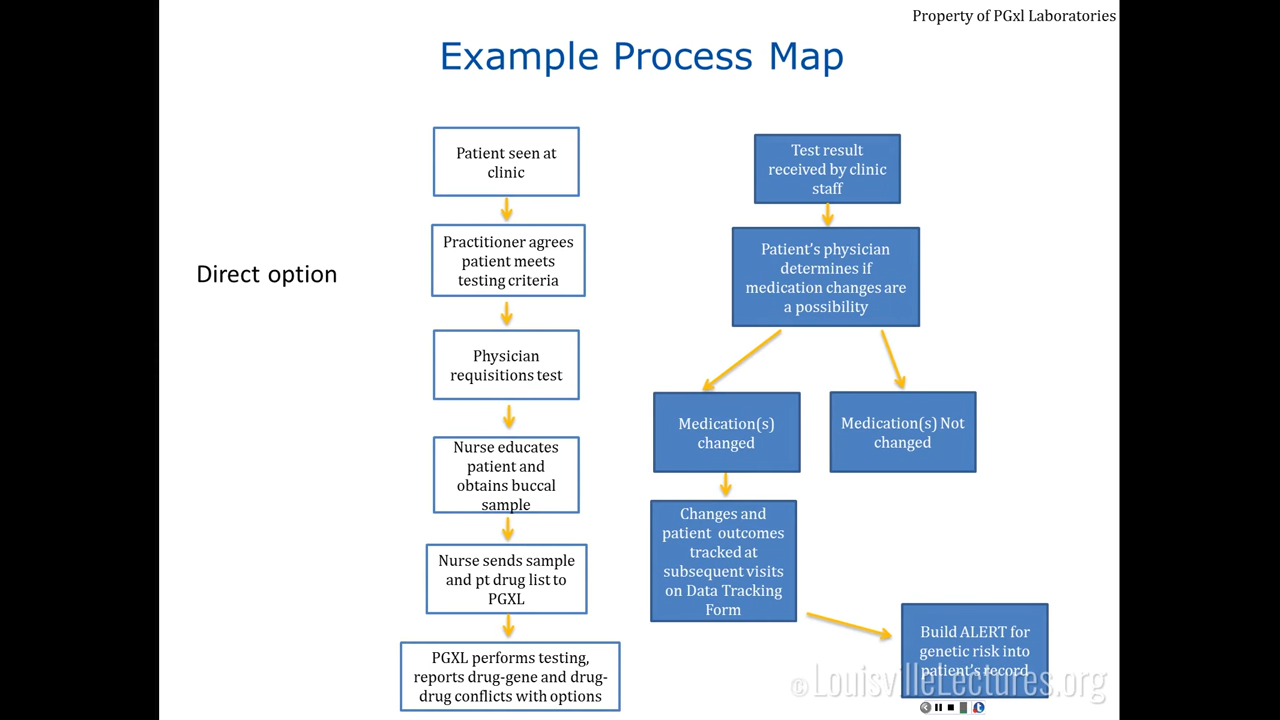 Property of PGxl Laboratories
Example Process Map
Direct option
Patient seen at
clinic
Practitioner agrees
patient meets
testing criteria
Physician
requisitions test
Nurse educates
patient and
obtains buccal
sample
Nurse sends sample
and pt drug list to
PGXL
PGXL performs testing,
reports drug-gene and drug-
drug conflicts with options
Test result
received by clinic
staff
Patient's physician
determines if
medication changes are
a possibility
Medication(s)
changed
Medication(s) Not
changed
Changes and
patient outcomes
tracked at
subsequent visits
on Data Tracking
Form
Build ALERT for
genetic risk into
patient's record
© LouisvilleLectures.org